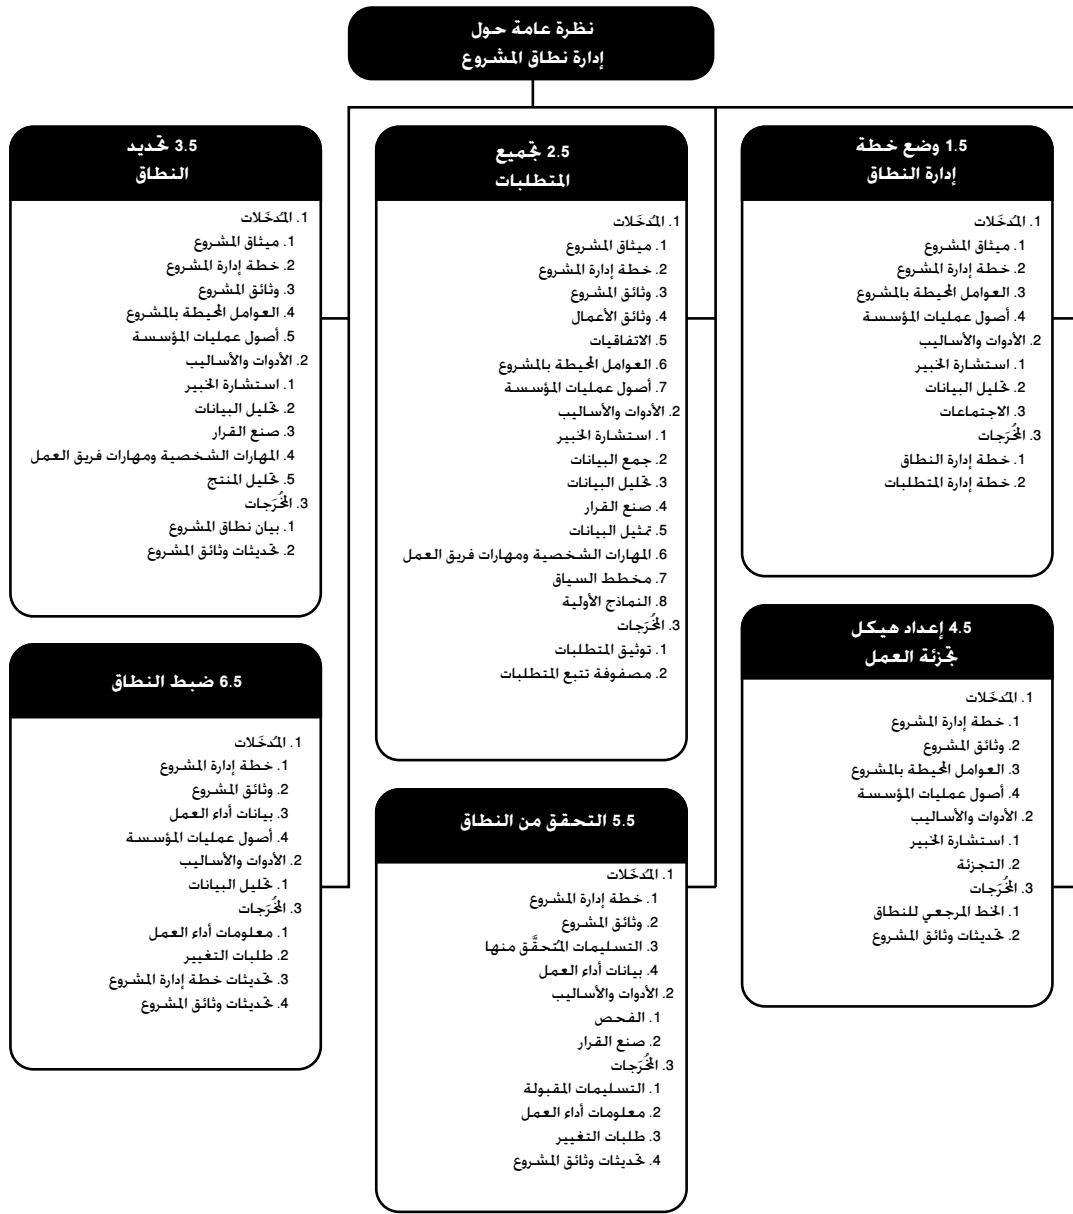 نظرة عامة حول
إدارة نطاق المشروع
1.5 وضع خطة
إدارة النطاق
1. المُدخَلات
1. ميثاق المشروع
2. خطة إدارة المشروع
3. العوامل المحيطة بالمشروع
4. أصول عمليات المؤسسة
2. الأدوات والأساليب
1. استشارة الخبير
2. تحليل البيانات
3. الاجتماعات
3. المُخرَجات
1. خطة إدارة النطاق
2. خطة إدارة المتطلبات
2.5 تجميع
المتطلبات
1. المُدخَلات
1. ميثاق المشروع
2. خطة إدارة المشروع
3. وثائق المشروع
4. وثائق الأعمال
5. الاتفاقيات
6. العوامل المحيطة بالمشروع
7. أصول عمليات المؤسسة
2. الأدوات والأساليب
1. استشارة الخبير
2. جمع البيانات
3. تحليل البيانات
4. صنع القرار
5. تمثيل البيانات
6. المهارات الشخصية ومهارات فريق العمل
7. مخطط السياق
8. النماذج الأولية
3. المُخرَجات
1. توثيق المتطلبات
2. مصفوفة تتبع المتطلبات
3.5 تحديد
النطاق
1. المُدخَلات
1. ميثاق المشروع
2. خطة إدارة المشروع
3. وثائق المشروع
4. العوامل المحيطة بالمشروع
5. أصول عمليات المؤسسة
2. الأدوات والأساليب
1. استشارة الخبير
2. تحليل البيانات
3. صنع القرار
4. المهارات الشخصية ومهارات فريق العمل
5. تحليل المنتج
3. المُخرَجات
1. بيان نطاق المشروع
2. تحديثات وثائق المشروع
4.5 إعداد هيكل
تجزئة العمل
1. المُدخَلات
1. خطة إدارة المشروع
2. وثائق المشروع
3. العوامل المحيطة بالمشروع
4. أصول عمليات المؤسسة
2. الأدوات والأساليب
1. استشارة الخبير
2. التجزئة
3. المُخرَجات
1. الخط المرجعي للنطاق
2. تحديثات وثائق المشروع
5.5 التحقق من النطاق
1. المُدخَلات
1. خطة إدارة المشروع
2. وثائق المشروع
3. التسليمات المُتحقَّق منها
4. بيانات أداء العمل
2. الأدوات والأساليب
1. الفحص
2. صنع القرار
3. المُخرَجات
1. التسليمات المقبولة
2. معلومات أداء العمل
3. طلبات التغيير
4. تحديثات وثائق المشروع
6.5 ضبط النطاق
1. المُدخَلات
1. خطة إدارة المشروع
2. وثائق المشروع
3. بيانات أداء العمل
4. أصول عمليات المؤسسة
2. الأدوات والأساليب
1. تحليل البيانات
3. المُخرَجات
1. معلومات أداء العمل
2. طلبات التغيير
3. تحديثات خطة إدارة المشروع
4. تحديثات وثائق المشروع